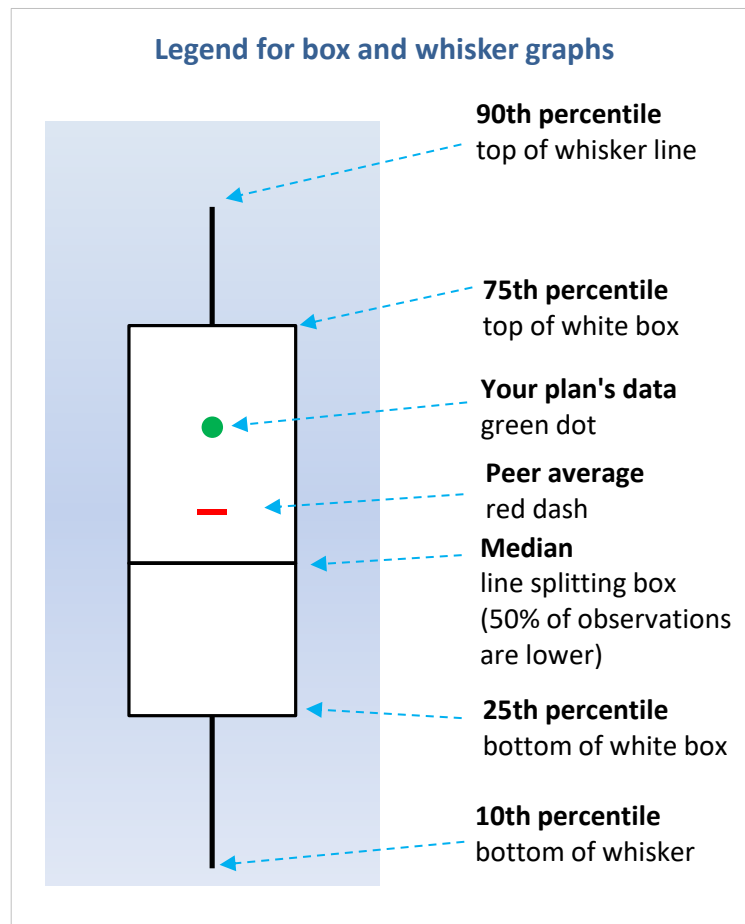 Legend for box and whisker graphs
90th percentile
top of whisker line
75th percentile
top of white box
Your plan's data
green dot
Peer average
red dash
Median
line splitting box
(50% of observations
are lower)
25th percentile
bottom of white box
10th percentile
bottom of whisker